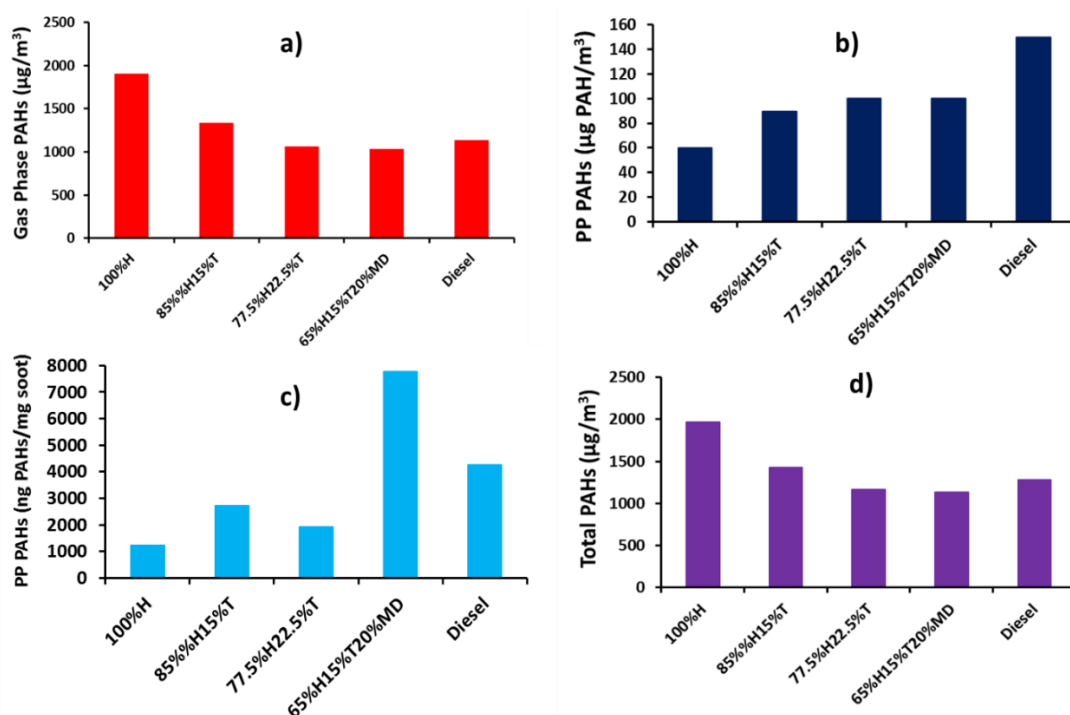 a)
Gas Phase PAHs (µg/m³)
2500
2000
1500
1000
500
0
100%H
85%%H15%T
77.5%H22.5%T
65%H15%T20%MD
Diesel
b)
PP PAHs (µg PAH/m³)
160
140
120
100
80
60
40
20
0
100%H
85%%H15%T
77.5%H22.5%T
65%H15%T20%MD
Diesel
c)
PP PAHs (ng PAHs/mg soot)
8000
7000
6000
5000
4000
3000
2000
1000
0
100%H
85%%H15%T
77.5%H22.5%T
65%H15%T20%MD
Diesel
d)
Total PAHs (µg/m³)
2500
2000
1500
1000
500
0
100%H
85%%H15%T
77.5%H22.5%T
65%H15%T20%MD
Diesel